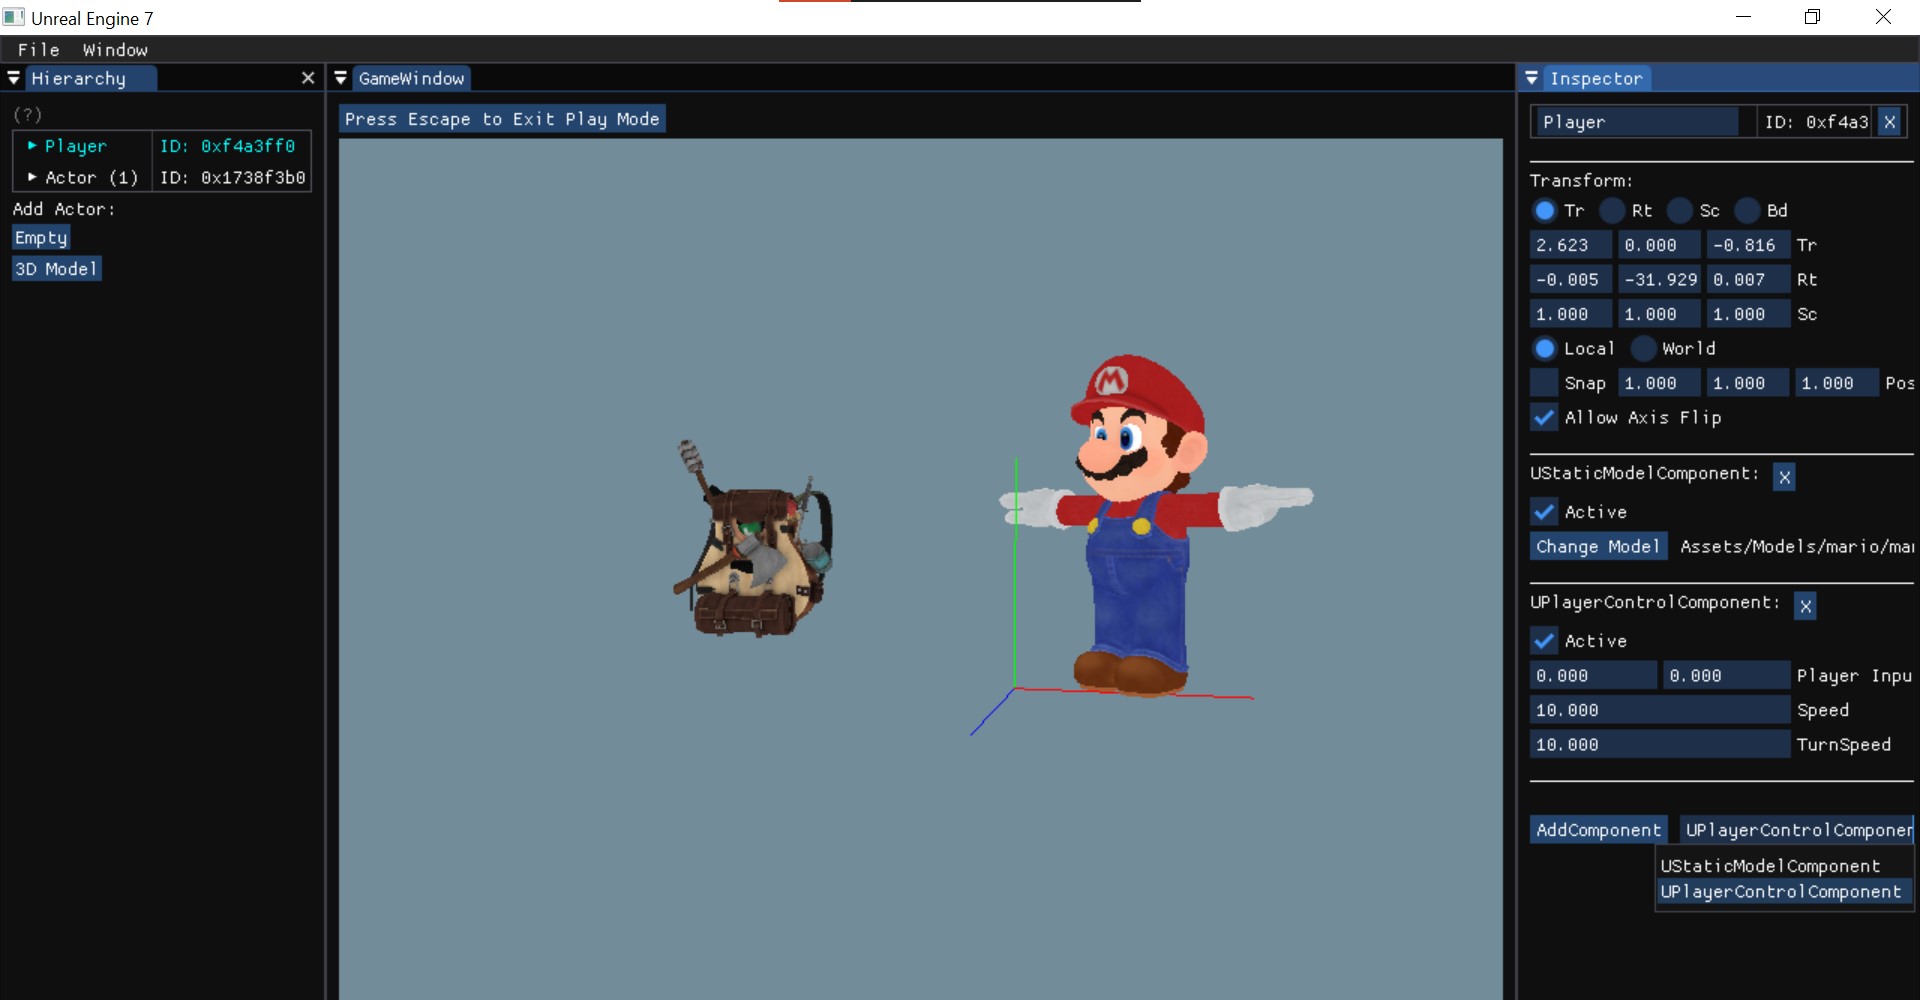 Unreal Engine 7
File Window
Hierarchy
(?)
Player ID: 0xf4a3ff0
Actor (1) ID: 0x1738f3b0
Add Actor:
Empty
3D Model
GameWindow
Press Escape to Exit Play Mode
M
Inspector
Player ID: 0xf4a3 X
Transform:
Tr Rt Sc Bd
2.623 0.000 -0.816 Tr
-0.005 -31.929 0.007 Rt
1.000 1.000 1.000 Sc
Local World
Snap 1.000 1.000 1.000 Pos
Allow Axis Flip
UStaticModelComponent: X
Active
Change Model Assets/Models/mario/mar
UPlayerControlComponent: X
Active
0.000 0.000 Player Inpu
10.000 Speed
10.000 TurnSpeed
AddComponent UPlayerControlComponen
UStaticModelComponent
UPlayerControlComponent